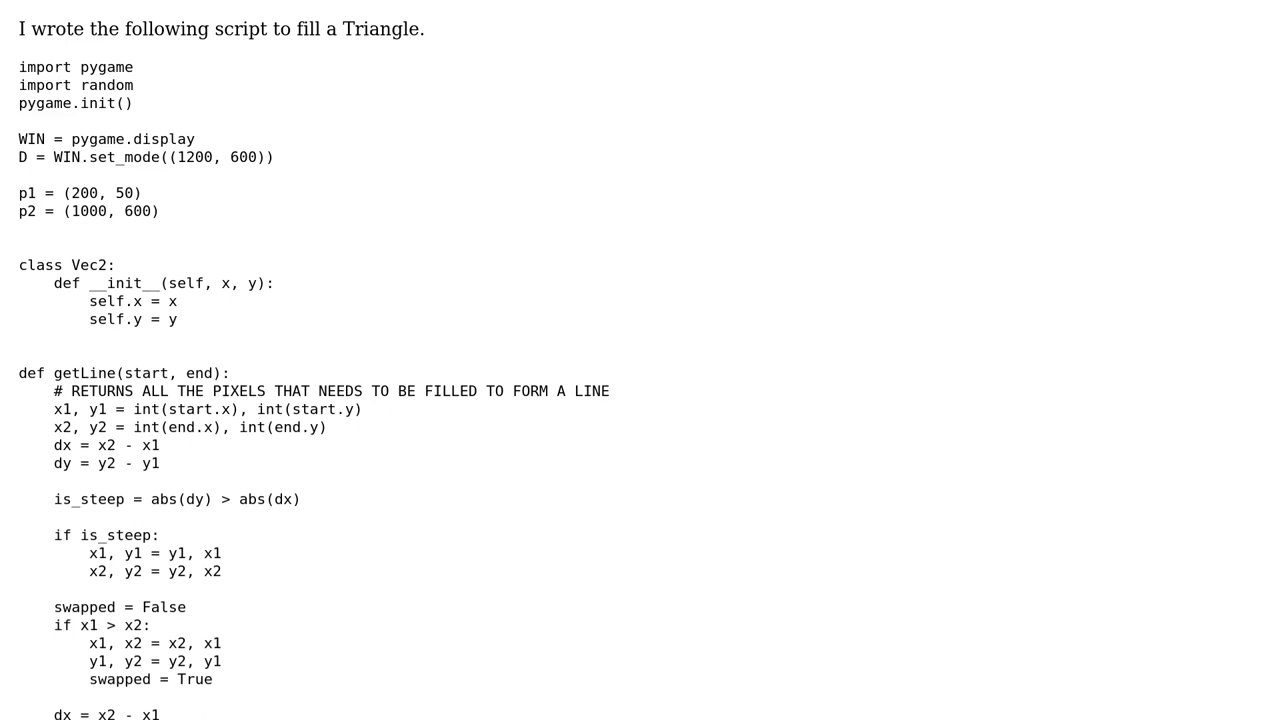 I wrote the following script to fill a Triangle.
import pygame
import random
pygame.init()
WIN = pygame.display
D = WIN.set_mode((1200, 600))
p1 = (200, 50)
p2 = (1000, 600)
class Vec2:
    def __init__(self, x, y):
        self.x = x
        self.y = y
def getLine(start, end):
    # RETURNS ALL THE PIXELS THAT NEEDS TO BE FILLED TO FORM A LINE
    x1, y1 = int(start.x), int(start.y)
    x2, y2 = int(end.x), int(end.y)
    dx = x2 - x1
    dy = y2 - y1
    is_steep = abs(dy) > abs(dx)
    if is_steep:
        x1, y1 = y1, x1
        x2, y2 = y2, x2
    swapped = False
    if x1 > x2:
        x1, x2 = x2, x1
        y1, y2 = y2, y1
        swapped = True
    dx = x2 - x1